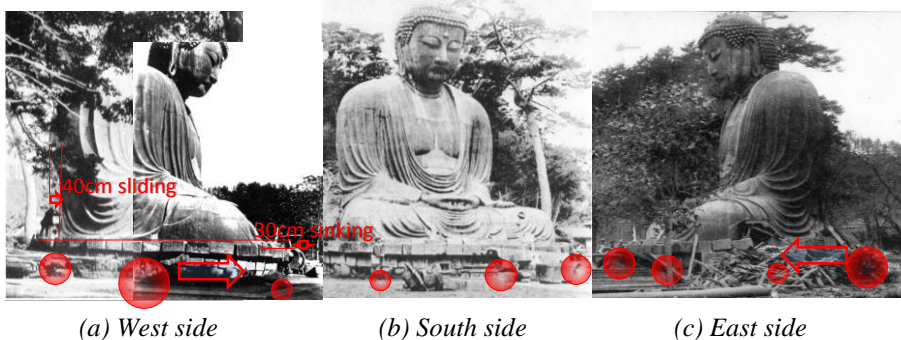 40cm sliding
30cm sinking
(a) West side
(b) South side
(c) East side